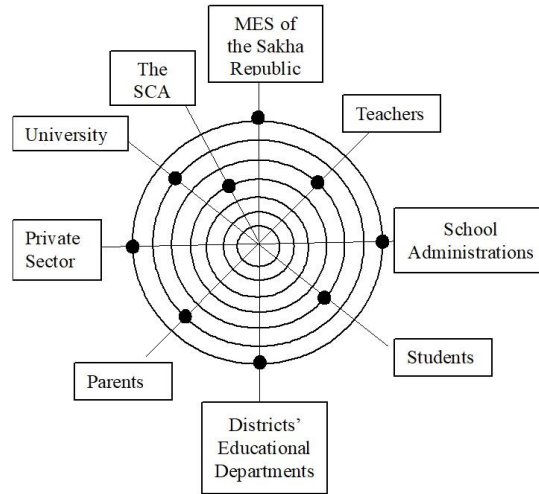 MES of
the Sakha
Republic
The
SCA
Teachers
University
Private
Sector
School
Administrations
Parents
Students
Districts’
Educational
Departments